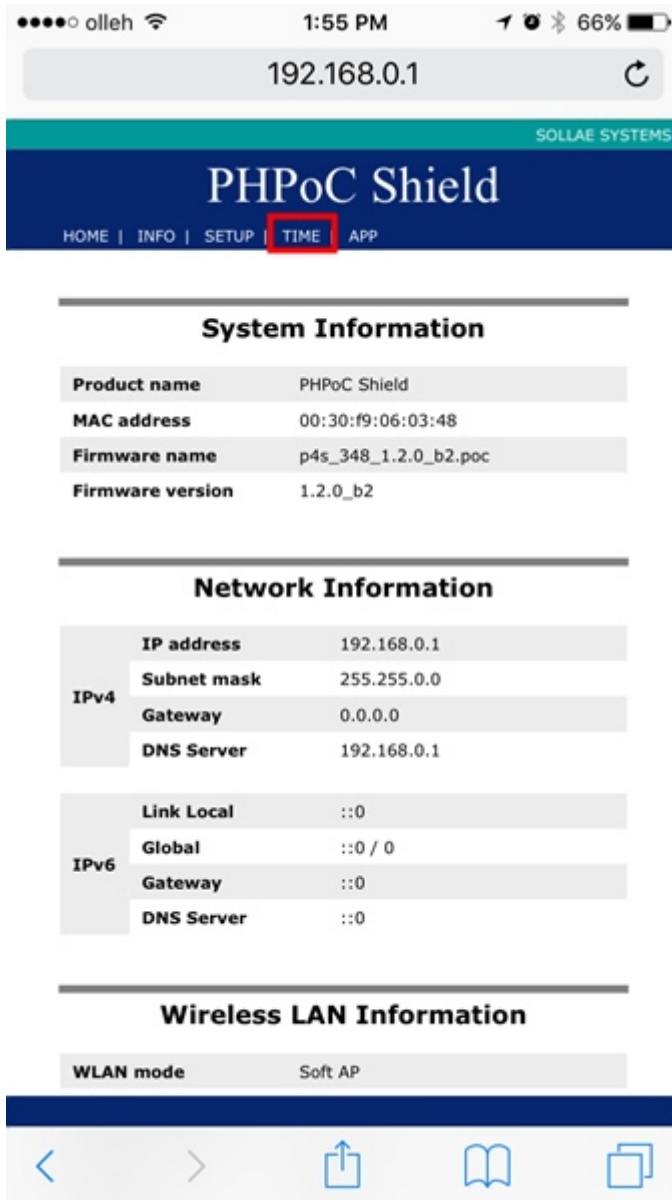 olleh 1:55 PM 66%
192.168.0.1
SOLLAE SYSTEMS
PHPoC Shield
HOME | INFO | SETUP | TIME | APP
System Information
Product name PHPoC Shield
MAC address 00:30:f9:06:03:48
Firmware name p4s_348_1.2.0_b2.poc
Firmware version 1.2.0_b2
Network Information
IPv4
IP address 192.168.0.1
Subnet mask 255.255.0.0
Gateway 0.0.0.0
DNS Server 192.168.0.1
IPv6
Link Local ::0
Global ::0 / 0
Gateway ::0
DNS Server ::0
Wireless LAN Information
WLAN mode Soft AP